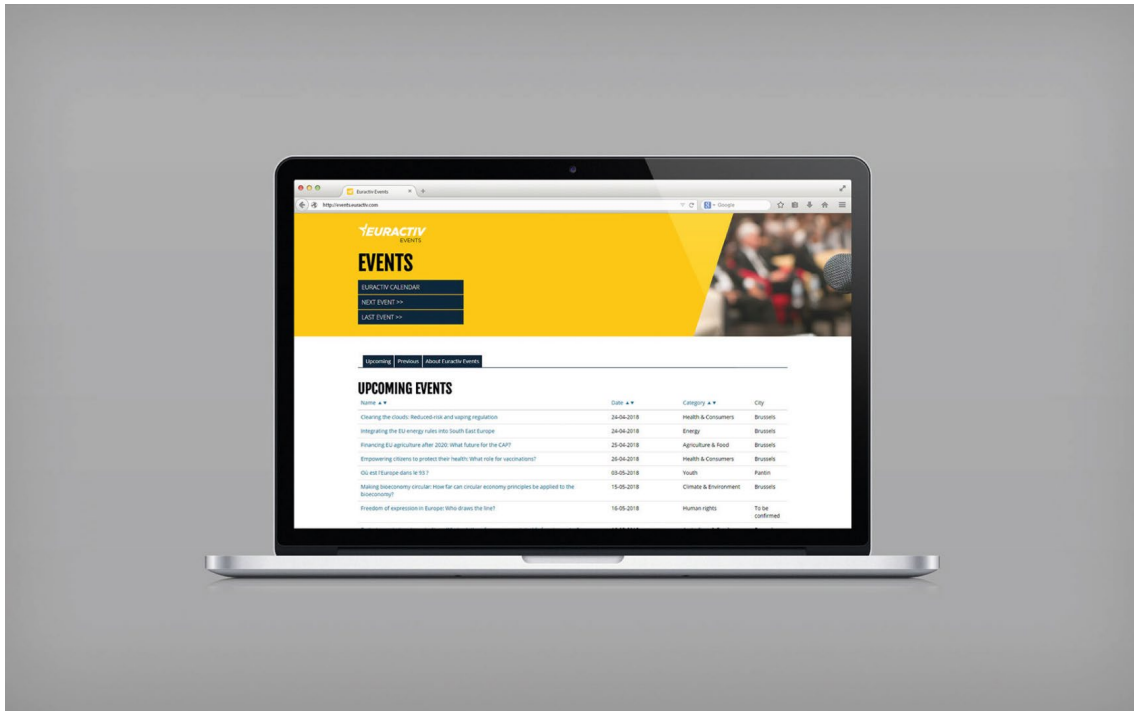 Euractiv Events
http://events.euractiv.com
Google
EURACTIV
EVENTS
EVENTS
EURACTIV CALENDAR
NEXT EVENT >>
LAST EVENT >>
Upcoming Previous About Euractiv Events
UPCOMING EVENTS
Name ▲▼ Date ▲▼ Category ▲▼ City
Clearing the clouds: Reduced-risk and vaping regulation 24-04-2018 Health & Consumers Brussels
Integrating the EU energy rules into South East Europe 24-04-2018 Energy Brussels
Financing EU agriculture after 2020: What future for the CAP? 25-04-2018 Agriculture & Food Brussels
Empowering citizens to protect their health: What role for vaccinations? 26-04-2018 Health & Consumers Brussels
Où est l'Europe dans le 93 ? 03-05-2018 Youth Pantin
Making bioeconomy circular: How far can circular economy principles be applied to the 15-05-2018 Climate & Environment Brussels
bioeconomy?
Freedom of expression in Europe: Who draws the line? 16-05-2018 Human rights To be
confirmed